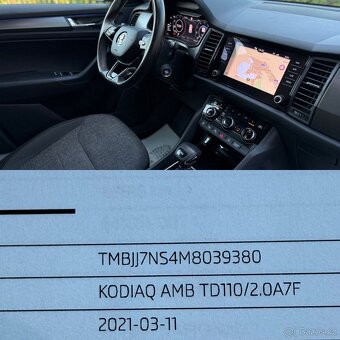 TMBJJ7NS4M8039380
KODIAQ AMB TD110/2.0A7F
2021-03-11